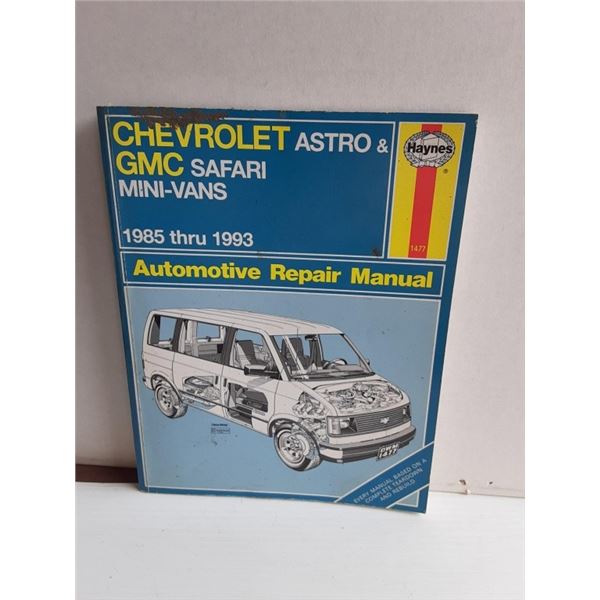 CHEVROLET ASTRO &
GMC SAFARI
MINI-VANS
1985 thru 1993
Haynes
®
1477
Automotive Repair Manual
EVERY MANUAL BASED ON A
COMPLETE TEARDOWN
AND REBUILD